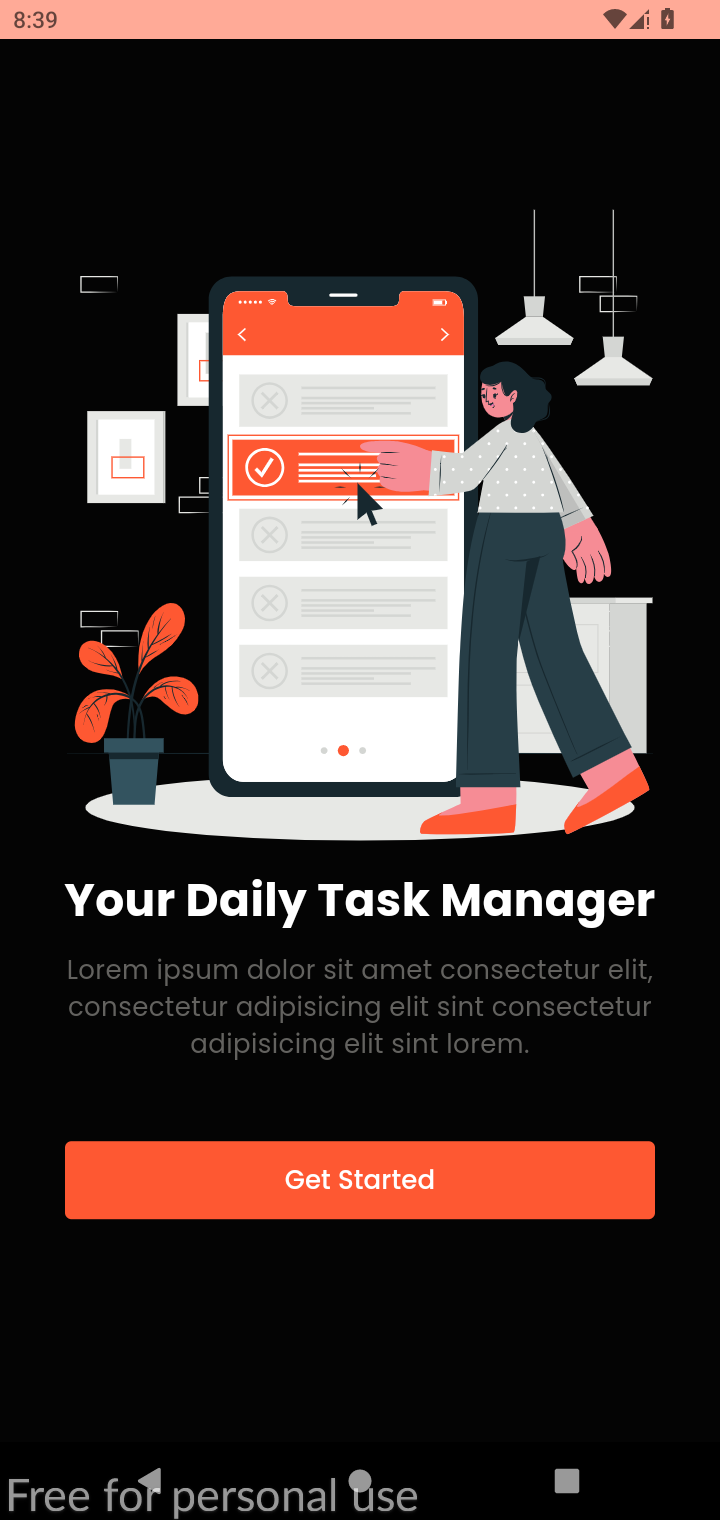 8:39
Your Daily Task Manager
Lorem ipsum dolor sit amet consectetur elit,
consectetur adipisicing elit sint consectetur
adipisicing elit sint lorem.
Get Started
Free for personal use